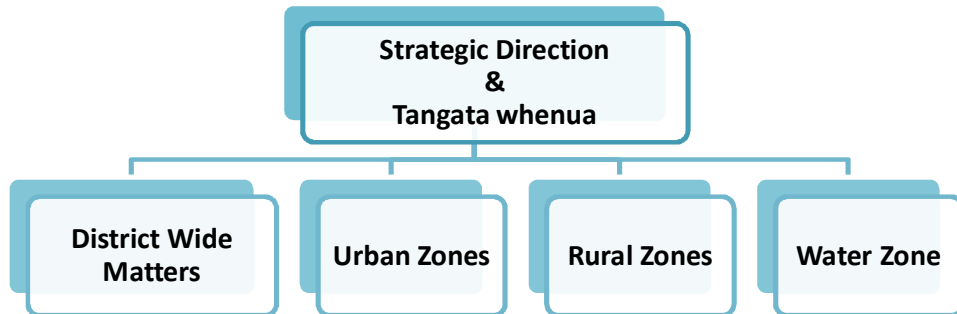 Strategic Direction
&
Tangata whenua
District Wide
Matters
Urban Zones
Rural Zones
Water Zone